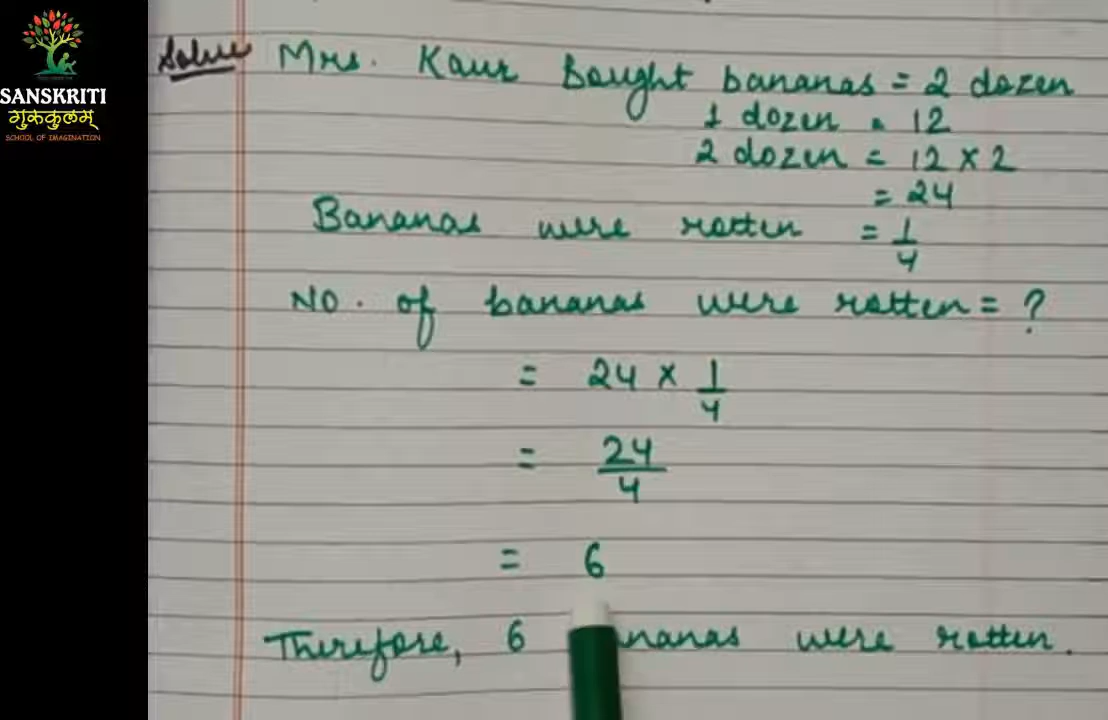 SANSKRITI
गुरुकुलम्
SCHOOL OF IMAGINATION
Solve Mrs. Kaur Bought bananas = 2 dozen
1 dozen = 12
2 dozen = 12 × 2
= 24
Bananas were rotten = 1/4
NO. of bananas were rotten = ?
= 24 × 1/4
= 24/4
= 6
Therefore, 6 were rotten.